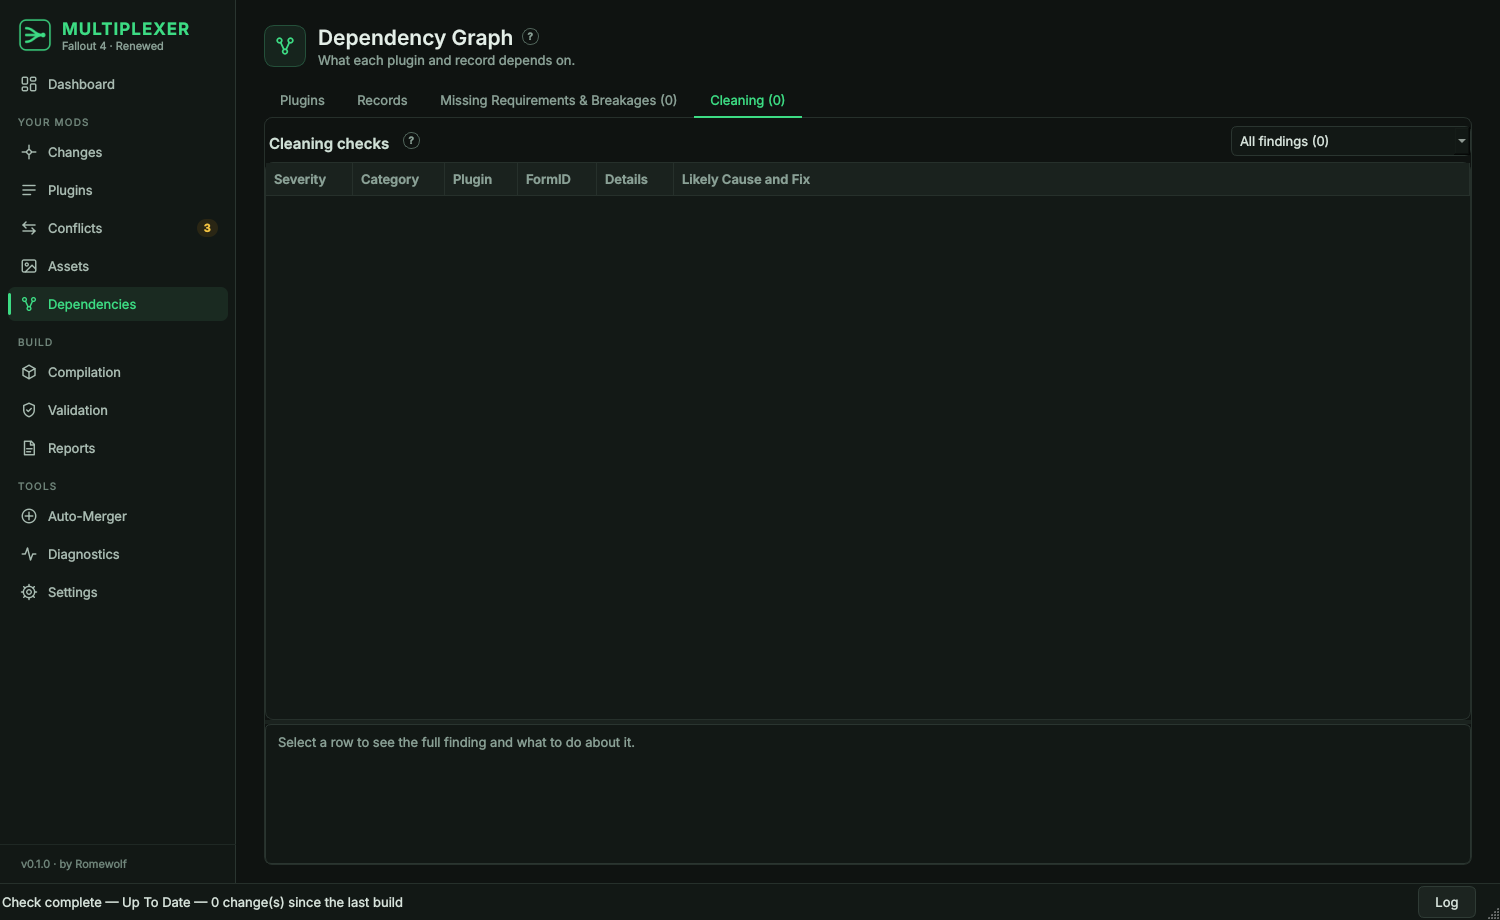 MULTIPLEXER
Fallout 4 · Renewed
Dashboard
YOUR MODS
Changes
Plugins
Conflicts
3
Assets
Dependencies
BUILD
Compilation
Validation
Reports
TOOLS
Auto-Merger
Diagnostics
Settings
v0.1.0 · by Romewolf
Dependency Graph ?
What each plugin and record depends on.
Plugins
Records
Missing Requirements & Breakages (0)
Cleaning (0)
Cleaning checks ?
All findings (0)
Severity
Category
Plugin
FormID
Details
Likely Cause and Fix
Select a row to see the full finding and what to do about it.
Check complete — Up To Date — 0 change(s) since the last build
Log